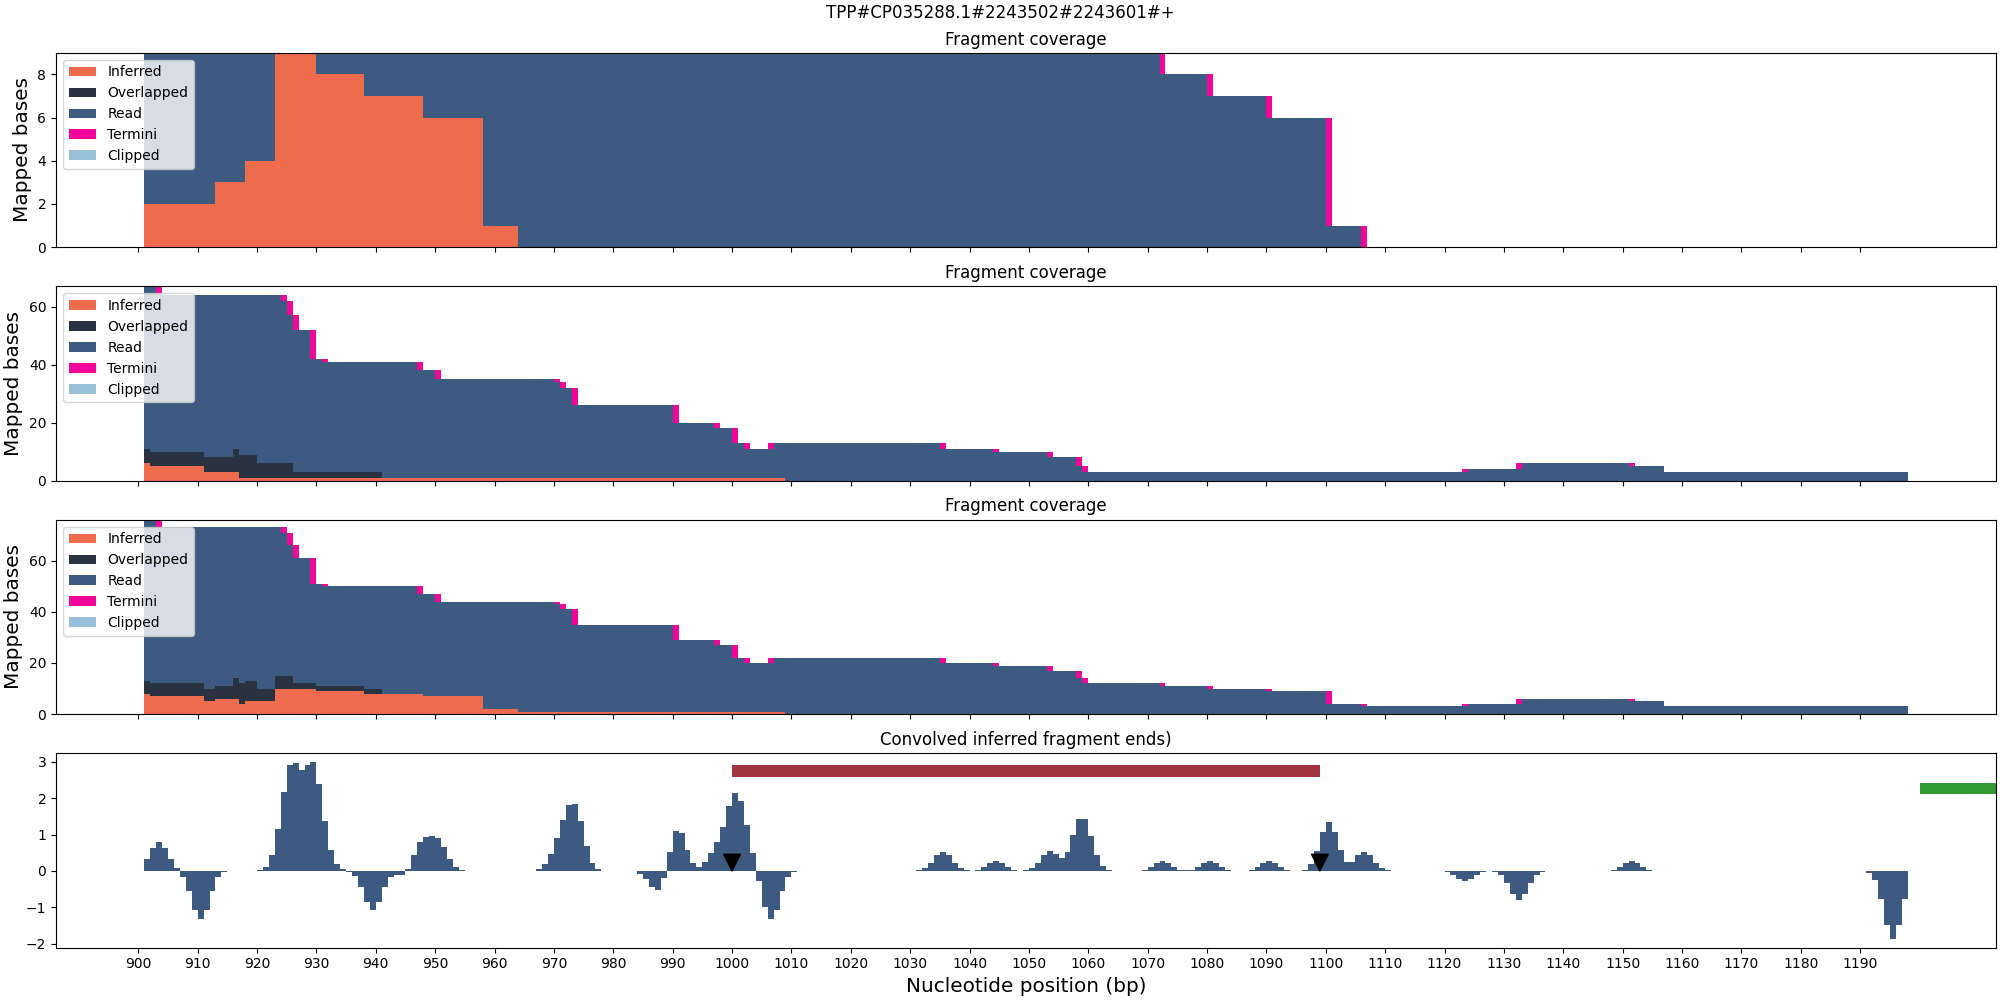 TPP#CP035288.1#2243502#2243601#+
Fragment coverage
Mapped bases
8
6
4
2
0
Inferred
Overlapped
Read
Termini
Clipped
Fragment coverage
Mapped bases
60
40
20
0
Inferred
Overlapped
Read
Termini
Clipped
Fragment coverage
Mapped bases
60
40
20
0
Inferred
Overlapped
Read
Termini
Clipped
Convolved inferred fragment ends)
3
2
1
0
−1
−2
900 910 920 930 940 950 960 970 980 990 1000 1010 1020 1030 1040 1050 1060 1070 1080 1090 1100 1110 1120 1130 1140 1150 1160 1170 1180 1190
Nucleotide position (bp)